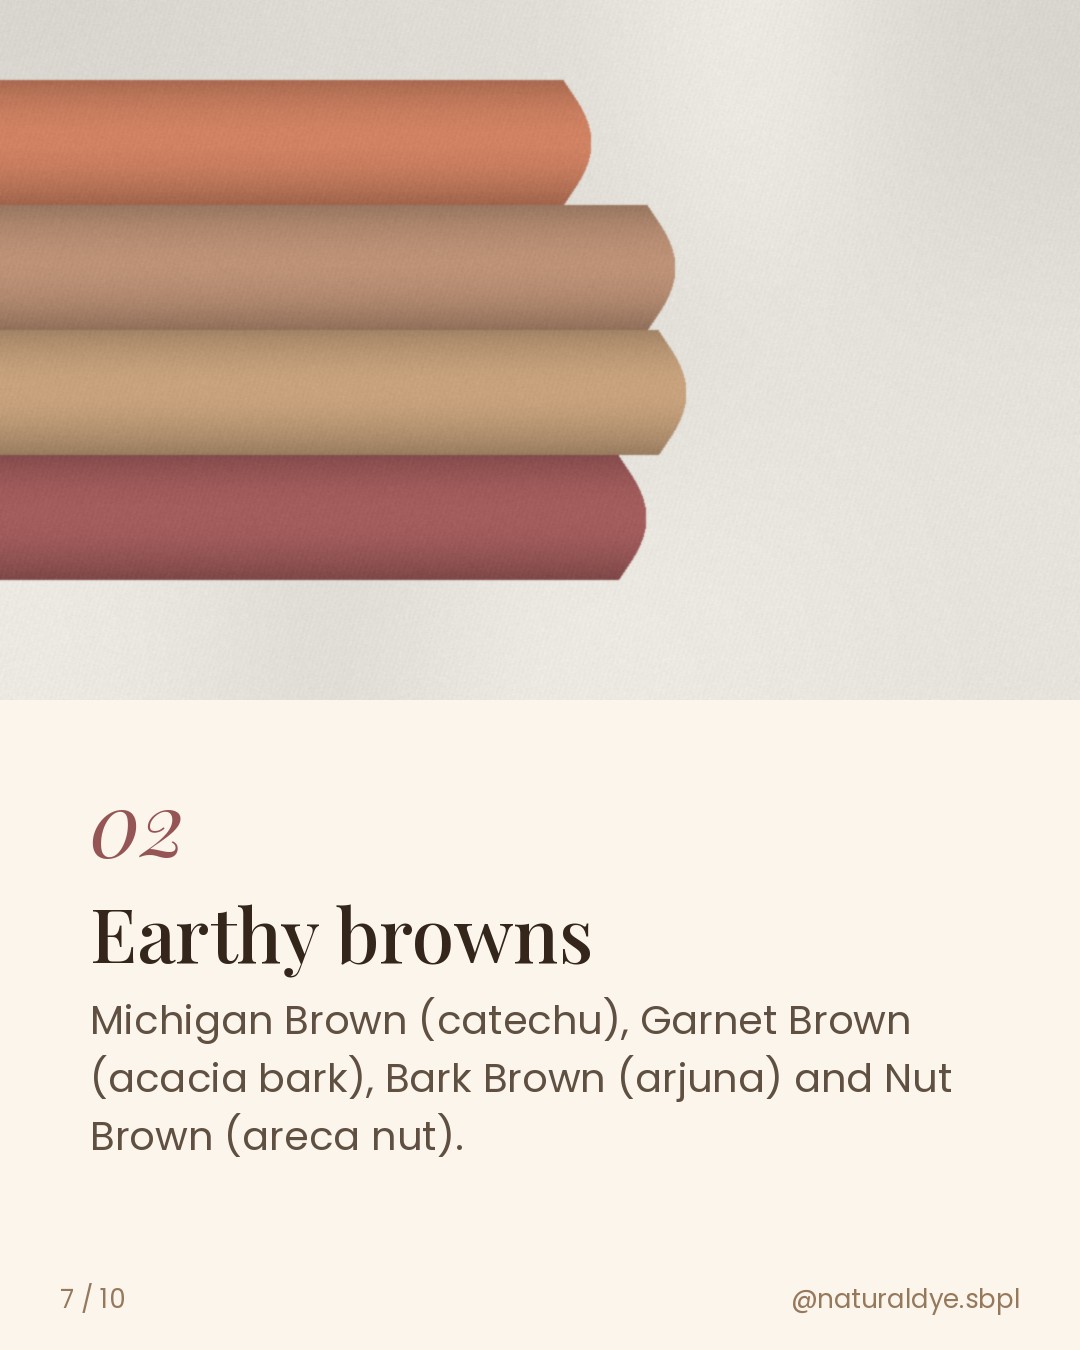 02
Earthy browns
Michigan Brown (catechu), Garnet Brown
(acacia bark), Bark Brown (arjuna) and Nut
Brown (areca nut).
7 / 10
@naturaldye.sbpl